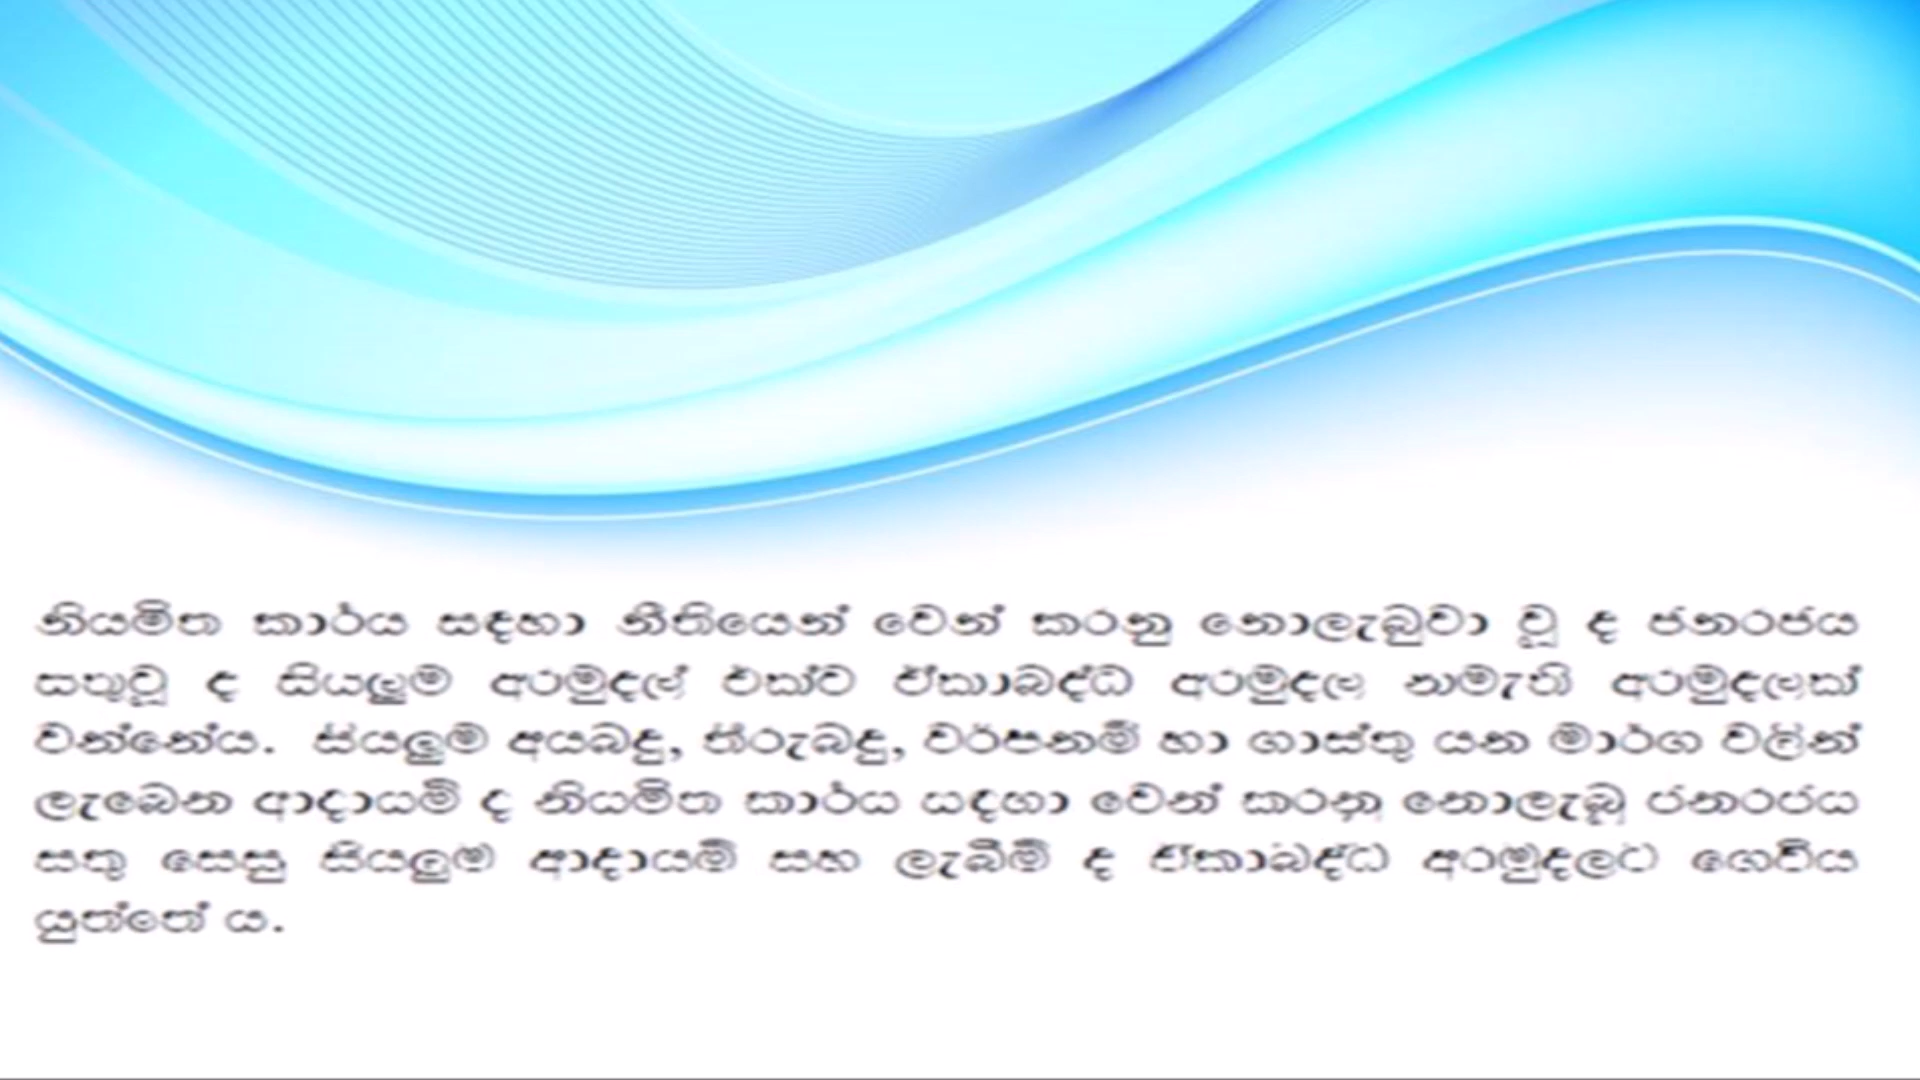 නියමිත කාර්ය සඳහා නීතියෙන් වෙන් කරනු නොලැබුවා වූ ද ජනරජය
සතුවූ ද සියලුම අරමුදල් එක්ව ඒකාබද්ධ අරමුදල නමැති අරමුදලක්
වන්නේය. සියලුම අයබදු, තීරුබදු, වර්පනම් හා ගාස්තු යන මාර්ග වලින්
ලැබෙන ආදායම් ද නියමිත කාර්ය යඳහා වෙන් කරනු නොලැබූ ජනරජය
සතු සෙසු සියලුම ආදායම් සහ ලැබීම් ද ඒකාබද්ධ අරමුදලට ගෙවිය
යුත්තේ ය.